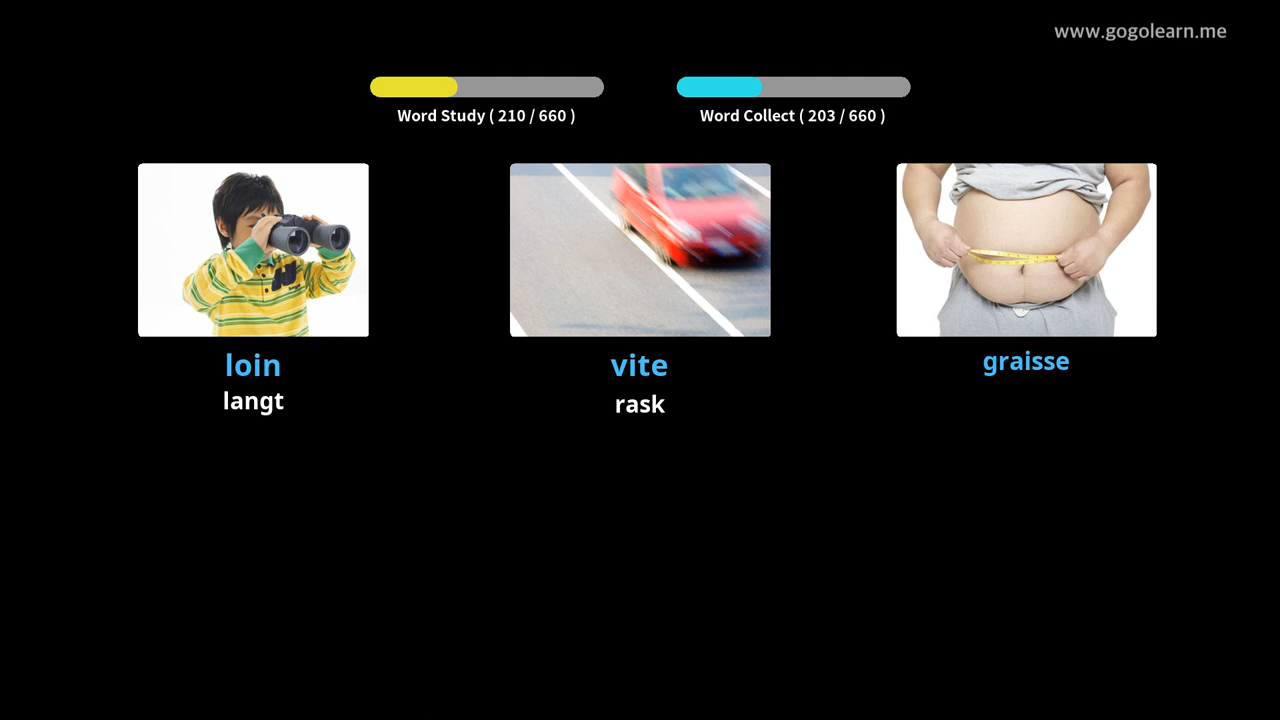 www.gogolearn.me
Word Study ( 210 / 660 )
Word Collect ( 203 / 660 )
loin
langt
vite
rask
graisse